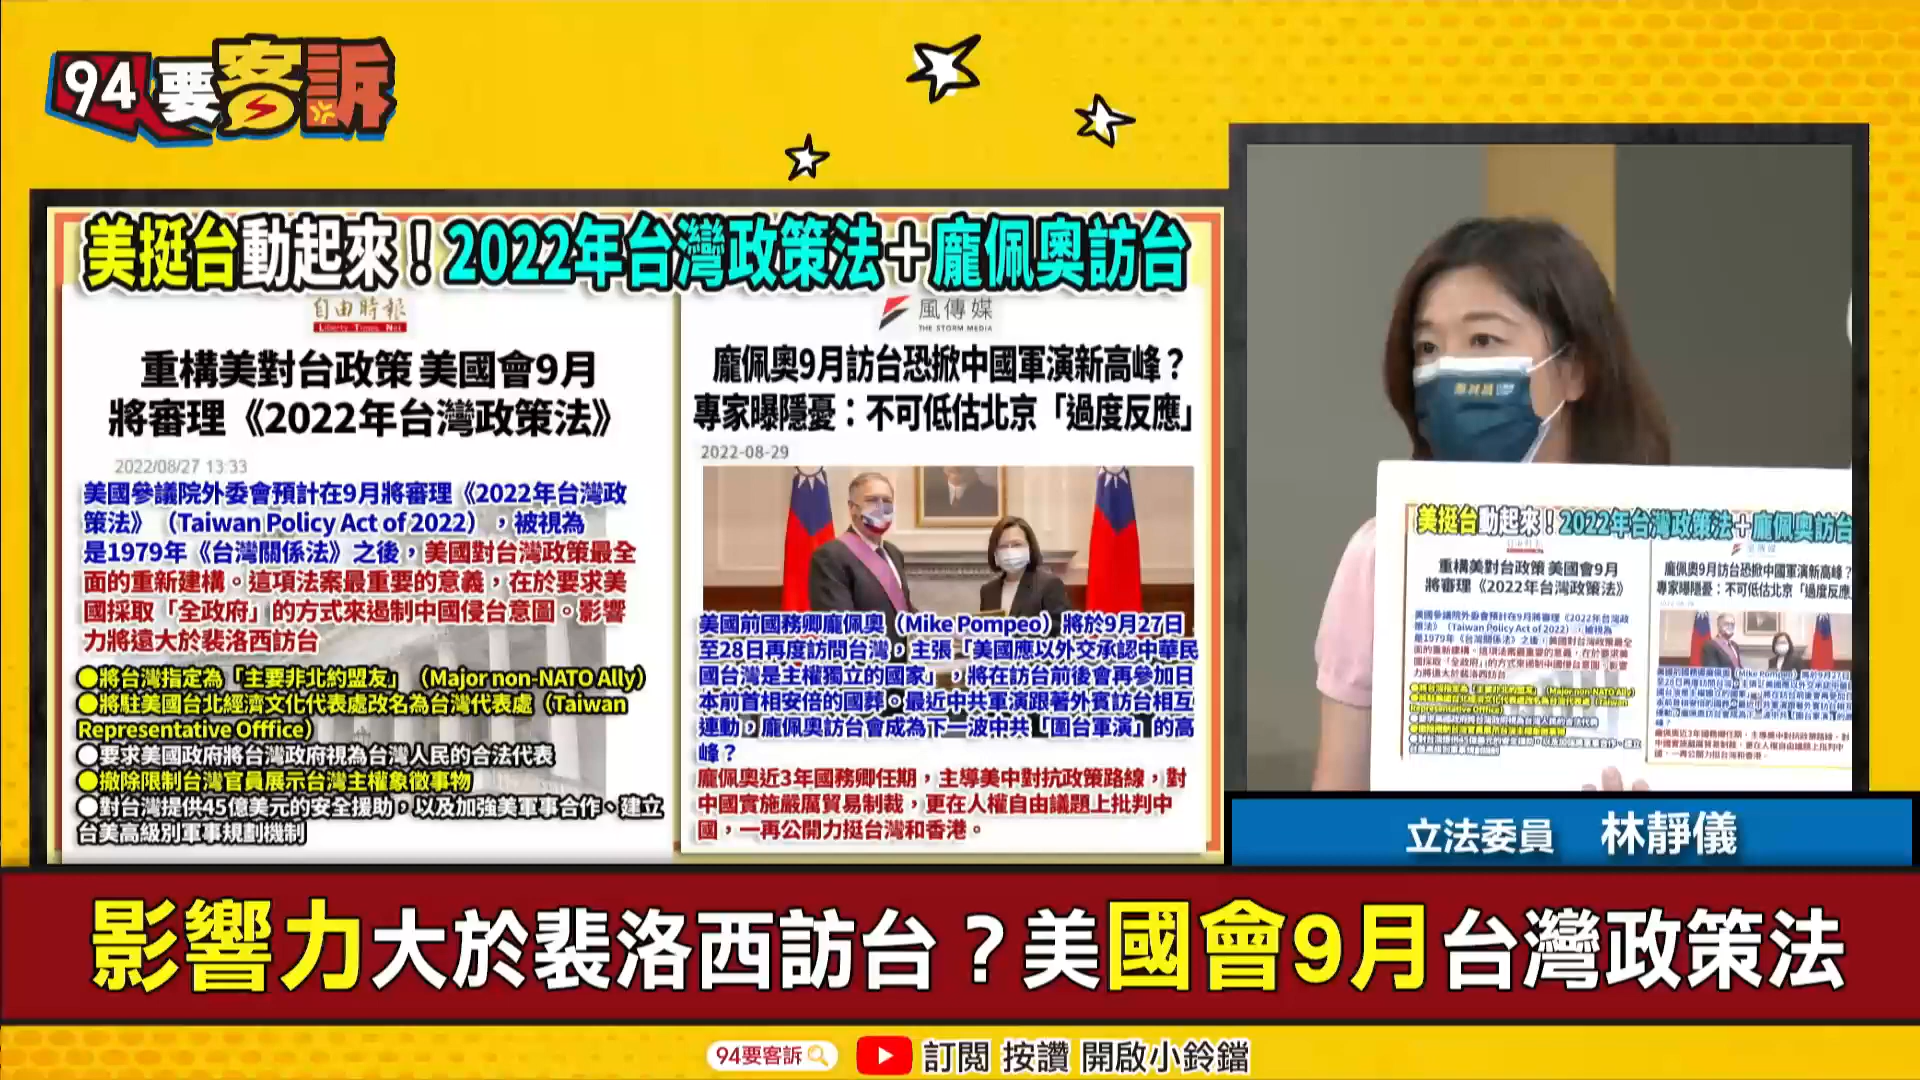 94要客訴
美挺台動起來！2022年台灣政策法＋龐佩奧訪台
自由時報
Liberty Times Net
重構美對台政策 美國會9月
將審理《2022年台灣政策法》
2022/08/27 13:33
美國參議院外委會預計在9月將審理《2022年台灣政
策法》（Taiwan Policy Act of 2022），被視為
是1979年《台灣關係法》之後，美國對台灣政策最全
面的重新建構。這項法案最重要的意義，在於要求美
國採取「全政府」的方式來遏制中國侵台意圖。影響
力將遠大於裴洛西訪台
●將台灣指定為「主要非北約盟友」（Major non-NATO Ally）
●將駐美國台北經濟文化代表處改名為台灣代表處（Taiwan
Representative Offfice）
●要求美國政府將台灣政府視為台灣人民的合法代表
●撤除限制台灣官員展示台灣主權象徵事物
●對台灣提供45億美元的安全援助，以及加強美軍事合作、建立
台美高級別軍事規劃機制
風傳媒
THE STORM MEDIA
龐佩奧9月訪台恐掀中國軍演新高峰？
專家曝隱憂：不可低估北京「過度反應」
2022-08-29
美國前國務卿龐佩奧（Mike Pompeo）將於9月27日
至28日再度訪問台灣，主張「美國應以外交承認中華民
國台灣是主權獨立的國家」，將在訪台前後會再參加日
本前首相安倍的國葬。最近中共軍演跟著外賓訪台相互
連動，龐佩奧訪台會成為下一波中共「圍台軍演」的高
峰？
龐佩奧近3年國務卿任期，主導美中對抗政策路線，對
中國實施嚴厲貿易制裁，更在人權自由議題上批判中
國，一再公開力挺台灣和香港。
美挺台動起來！2022年台灣政策法＋龐佩奧訪台
重構美對台政策 美國會9月
將審理《2022年台灣政策法》
龐佩奧9月訪台恐掀中國軍演新高峰？
專家曝隱憂：不可低估北京「過度反應
立法委員 林靜儀
影響力大於裴洛西訪台？美國會9月台灣政策法
94要客訴
訂閱 按讚 開啟小鈴鐺